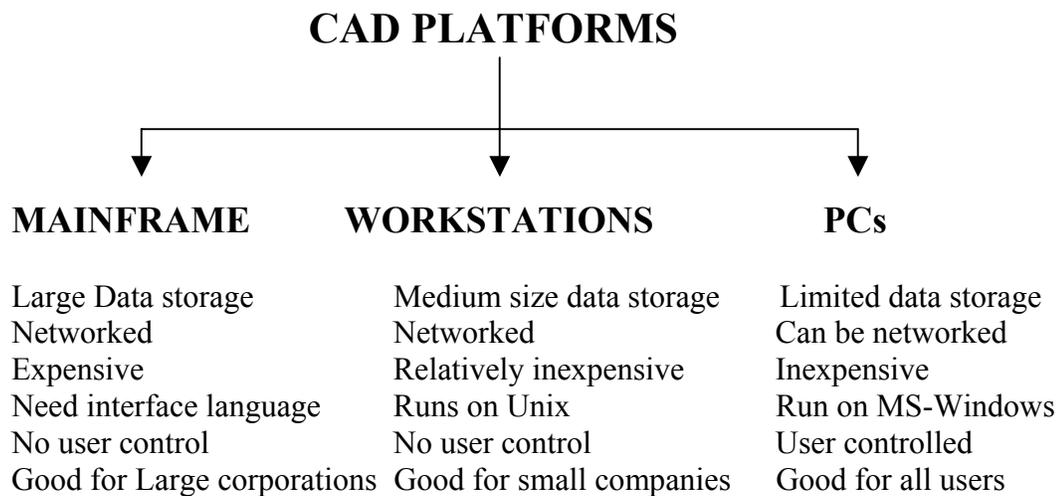 CAD PLATFORMS
MAINFRAME WORKSTATIONS PCs
Large Data storage Medium size data storage Limited data storage
Networked Networked Can be networked
Expensive Relatively inexpensive Inexpensive
Need interface language Runs on Unix Run on MS-Windows
No user control No user control User controlled
Good for Large corporations Good for small companies Good for all users